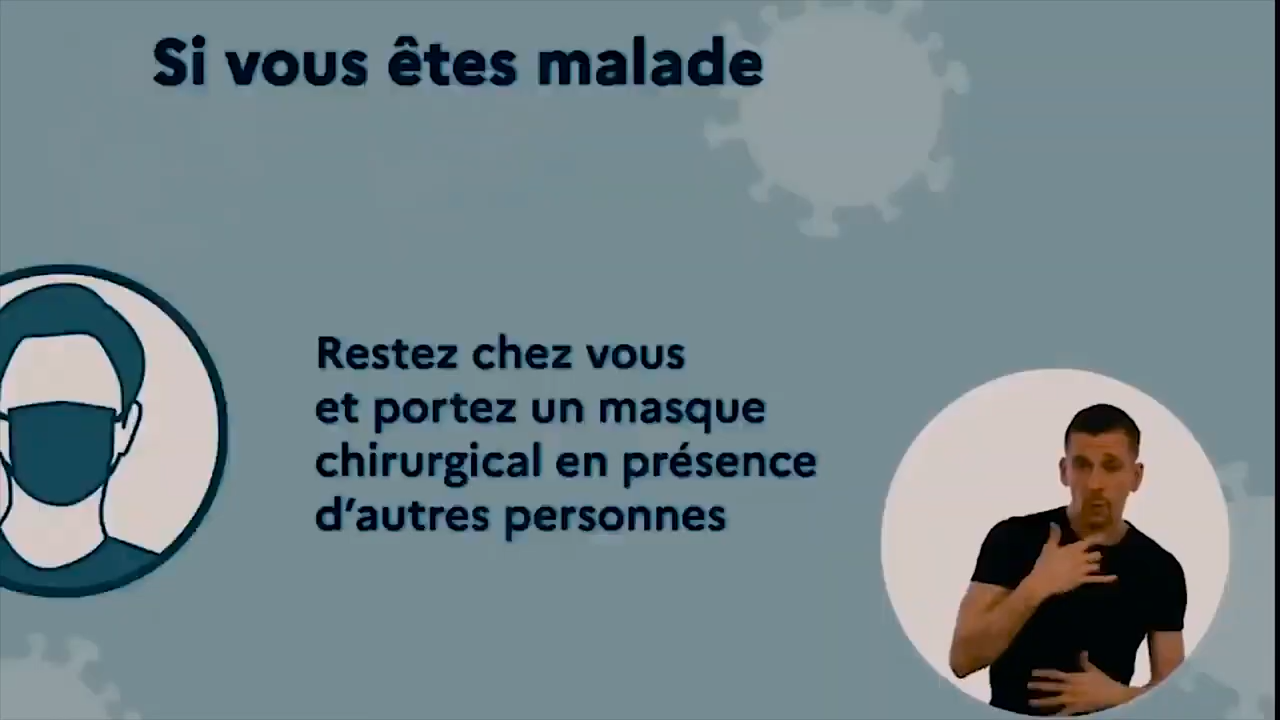 Si vous êtes malade
Restez chez vous
et portez un masque
chirurgical en présence
d’autres personnes